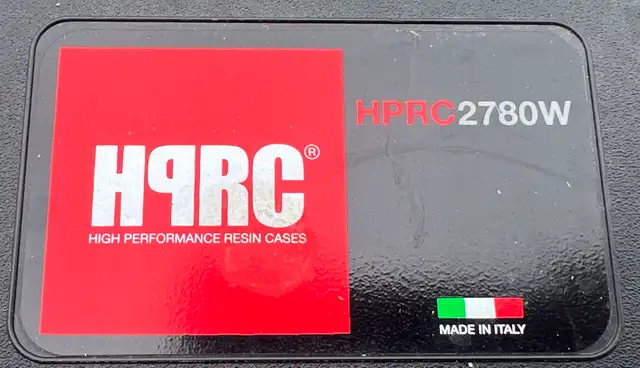 HPRC®
HIGH PERFORMANCE RESIN CASES
HPRC2780W
MADE IN ITALY